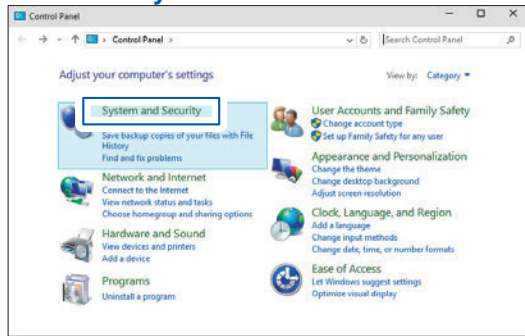 Control Panel
Control Panel
Search Control Panel
Adjust your computer's settings
View by: Category
System and Security
Save backup copies of your files with File
History
Find and fix problems
Network and Internet
Connect to the Internet
View network status and tasks
Choose homegroup and sharing options
Hardware and Sound
View devices and printers
Add a device
Programs
Uninstall a program
User Accounts and Family Safety
Change account type
Set up Family Safety for any user
Appearance and Personalization
Change the theme
Change desktop background
Adjust screen resolution
Clock, Language, and Region
Add a language
Change input methods
Change date, time, or number formats
Ease of Access
Let Windows suggest settings
Optimize visual display